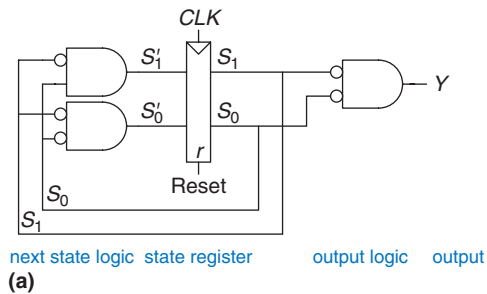 CLK
S'1 S1
Y
S'0 S0
r
Reset
S0
S1
next state logic state register output logic output
(a)